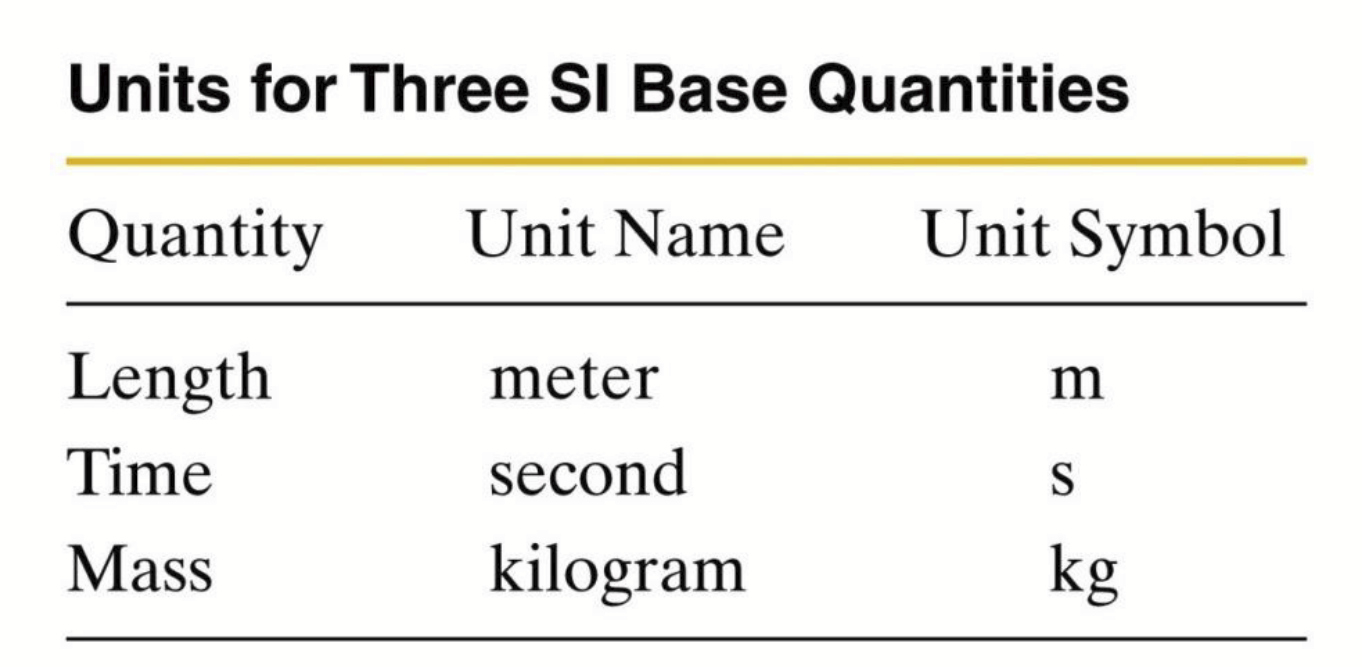 Units for Three SI Base Quantities
Quantity Unit Name Unit Symbol
Length meter m
Time second s
Mass kilogram kg